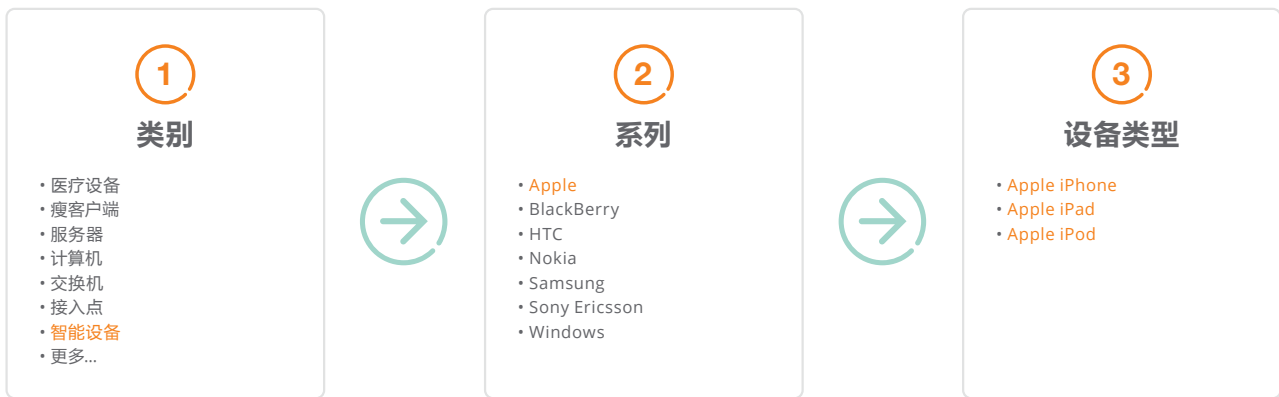 1
类别
• 医疗设备
• 瘦客户端
• 服务器
• 计算机
• 交换机
• 接入点
• 智能设备
• 更多...
2
系列
• Apple
• BlackBerry
• HTC
• Nokia
• Samsung
• Sony Ericsson
• Windows
3
设备类型
• Apple iPhone
• Apple iPad
• Apple iPod